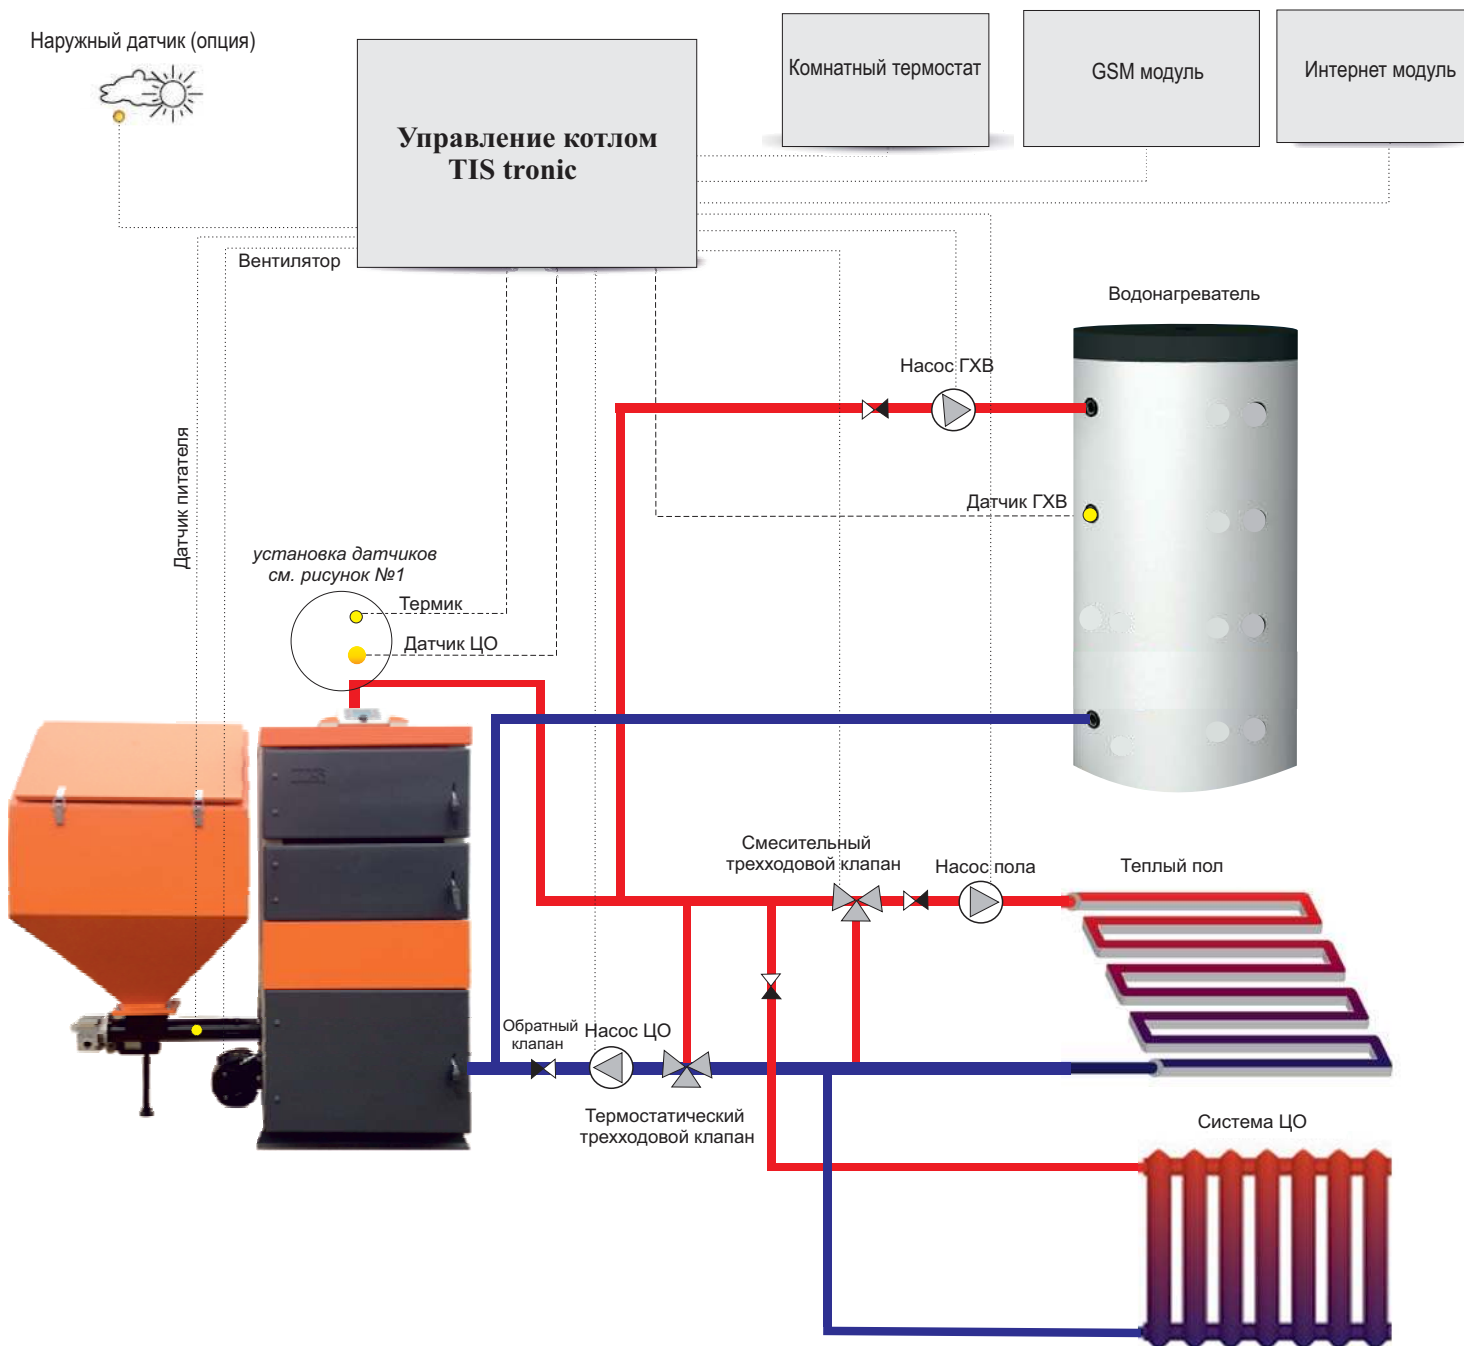 Наружный датчик (опция)
Управление котлом
TIS tronic
Комнатный термостат
GSM модуль
Интернет модуль
Вентилятор
Водонагреватель
Насос ГХВ
Датчик питателя
Датчик ГХВ
установка датчиков
см. рисунок №1
Термик
Датчик ЦО
Смесительный
трехходовой клапан
Насос пола
Теплый пол
Обратный
клапан
Насос ЦО
Термостатический
трехходовой клапан
Система ЦО